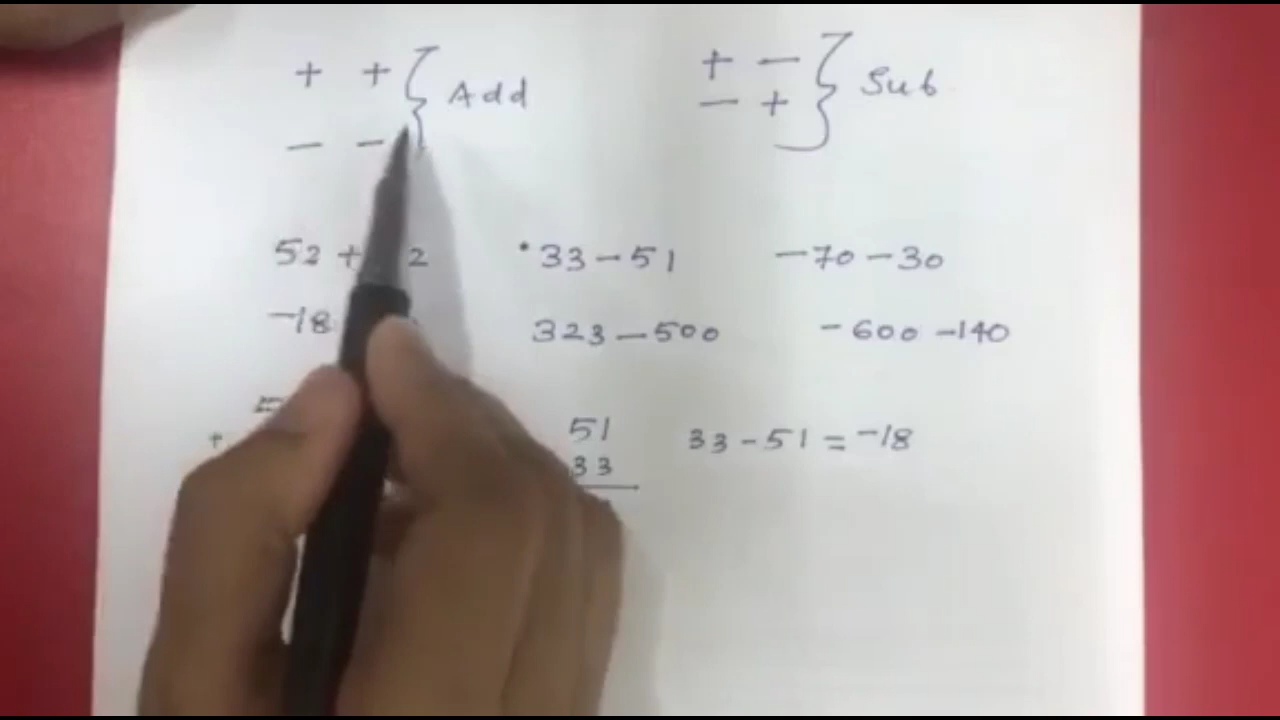 + + } Add
— —
+ — } Sub
— +
52 + 2
33 — 51
—70 — 30
—18
323 — 500
— 600 —140
+
51
33
33 — 51 = —18